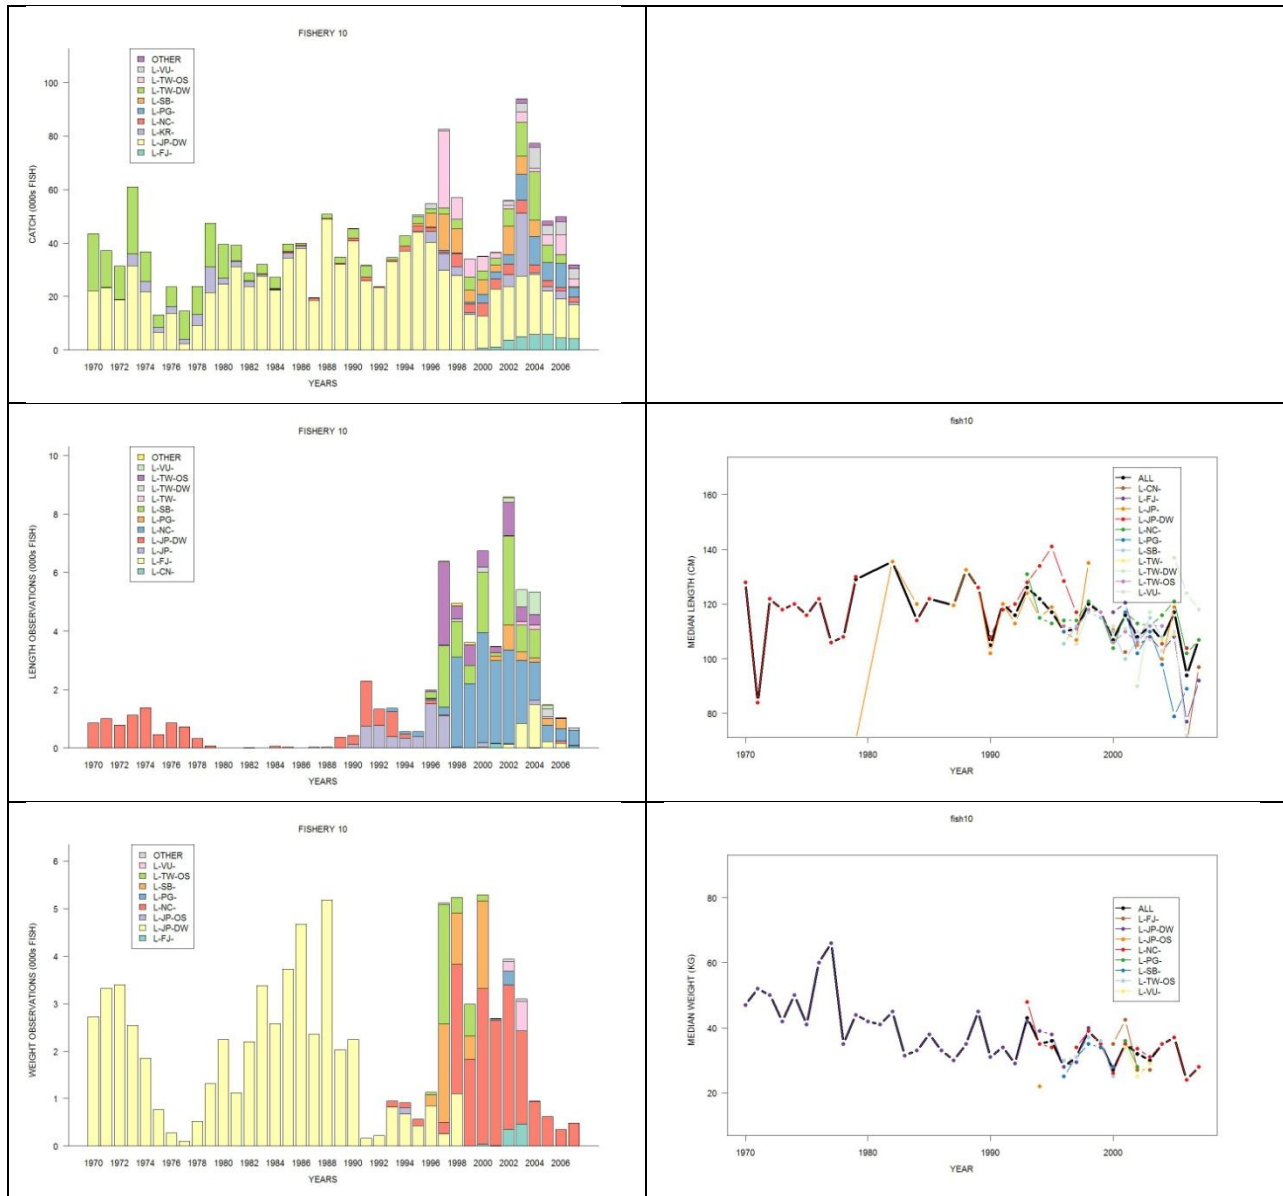 FISHERY 10
CATCH (000s FISH)
100
80
60
40
20
0
OTHER
L-VU-
L-TW-OS
L-TW-DW
L-SB-
L-PG-
L-NC-
L-KR-
L-JP-DW
L-FJ-
1970 1972 1974 1976 1978 1980 1982 1984 1986 1988 1990 1992 1994 1996 1998 2000 2002 2004 2006
YEARS
FISHERY 10
LENGTH OBSERVATIONS (000s FISH)
10
8
6
4
2
0
OTHER
L-VU-
L-TW-OS
L-TW-DW
L-TW-
L-SB-
L-PG-
L-NC-
L-JP-DW
L-JP-
L-FJ-
L-CN-
1970 1972 1974 1976 1978 1980 1982 1984 1986 1988 1990 1992 1994 1996 1998 2000 2002 2004 2006
YEARS
fish10
MEDIAN LENGTH (CM)
160
140
120
100
80
ALL
L-CN-
L-FJ-
L-JP-
L-JP-DW
L-NC-
L-PG-
L-SB-
L-TW-
L-TW-DW
L-TW-OS
L-VU-
1970 1980 1990 2000
YEAR
FISHERY 10
WEIGHT OBSERVATIONS (000s FISH)
6
5
4
3
2
1
0
OTHER
L-VU-
L-TW-OS
L-SB-
L-PG-
L-NC-
L-JP-OS
L-JP-DW
L-FJ-
1970 1972 1974 1976 1978 1980 1982 1984 1986 1988 1990 1992 1994 1996 1998 2000 2002 2004 2006
YEARS
fish10
MEDIAN WEIGHT (KG)
80
60
40
20
ALL
L-FJ-
L-JP-DW
L-JP-OS
L-NC-
L-PG-
L-SB-
L-TW-OS
L-VU-
1970 1980 1990 2000
YEAR